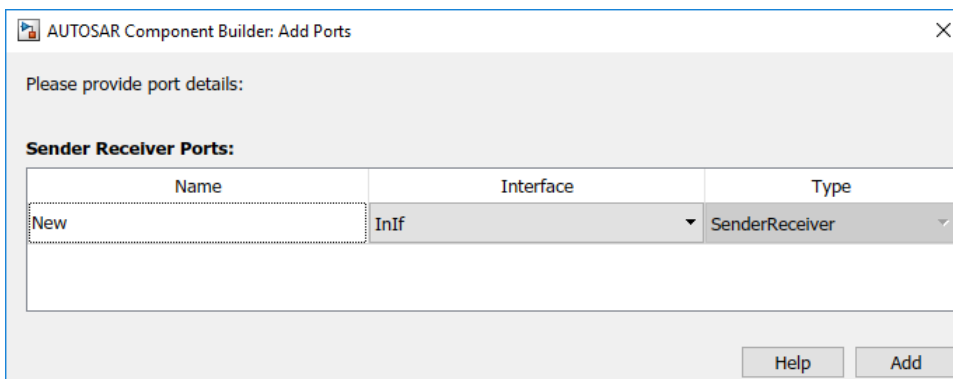 AUTOSAR Component Builder: Add Ports
Please provide port details:
Sender Receiver Ports:
Name Interface Type
New InIf SenderReceiver
Help Add